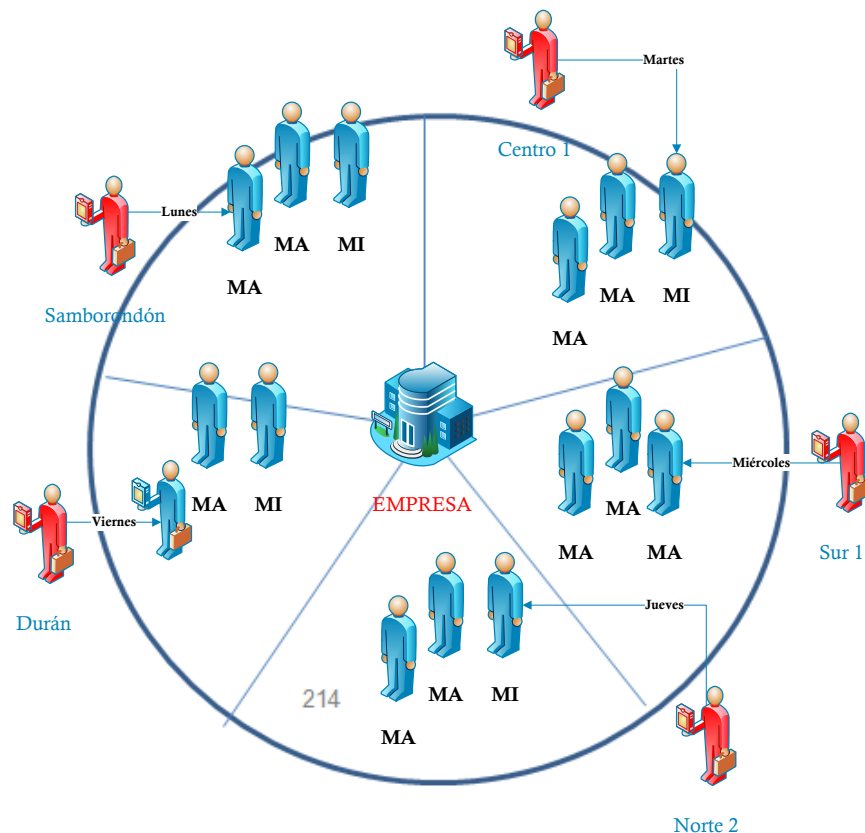 Martes
Centro 1
Lunes
MA
MI
MA
Samborondón
MA
MI
MA
Miércoles
MA
MI
EMPRESA
MA
Viernes
MA
MA
Sur 1
Durán
Jueves
214
MA
MI
MA
Norte 2